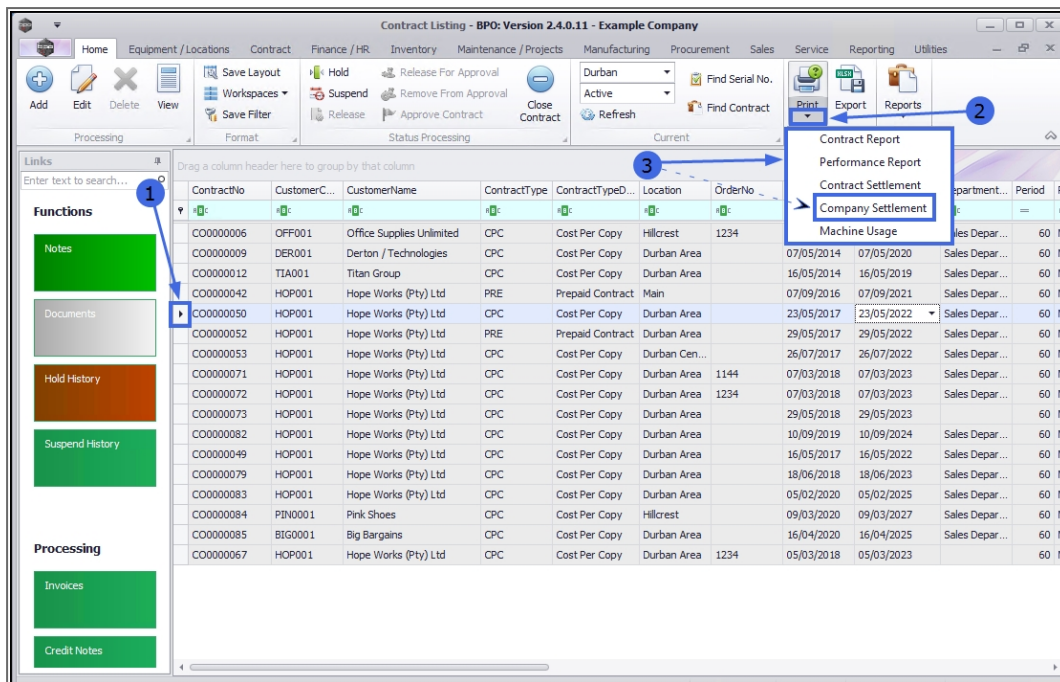 Contract Listing - BPO: Version 2.4.0.11 - Example Company
Home Equipment / Locations Contract Finance / HR Inventory Maintenance / Projects Manufacturing Procurement Sales Service Reporting Utilities
Add Edit Delete View
Save Layout
Workspaces
Save Filter
Hold
Suspend
Release
Release For Approval
Remove From Approval
Approve Contract
Close Contract
Durban
Active
Refresh
Find Serial No.
Find Contract
Print Export Reports
Processing Format Status Processing Current
2
Contract Report
Performance Report
Contract Settlement
Company Settlement
Machine Usage
3
1
Links
Enter text to search...
Functions
Notes
Documents
Hold History
Suspend History
Processing
Invoices
Credit Notes
Drag a column header here to group by that column
ContractNo CustomerC... CustomerName ContractType ContractTypeD... Location OrderNo epartment... Period
CO0000006 OFF001 Office Supplies Unlimited CPC Cost Per Copy Hillcrest 1234 ales Depar... 60
CO0000009 DER001 Derton / Technologies CPC Cost Per Copy Durban Area 07/05/2014 07/05/2020 Sales Depar... 60
CO0000012 TIA001 Titan Group CPC Cost Per Copy Durban Area 16/05/2014 16/05/2019 Sales Depar... 60
CO0000042 HOP001 Hope Works (Pty) Ltd PRE Prepaid Contract Main 07/09/2016 07/09/2021 Sales Depar... 60
CO0000050 HOP001 Hope Works (Pty) Ltd CPC Cost Per Copy Durban Area 23/05/2017 23/05/2022 Sales Depar... 60
CO0000052 HOP001 Hope Works (Pty) Ltd PRE Prepaid Contract Durban Area 29/05/2017 29/05/2022 Sales Depar... 60
CO0000053 HOP001 Hope Works (Pty) Ltd CPC Cost Per Copy Durban Cen... 26/07/2017 26/07/2022 Sales Depar... 60
CO0000071 HOP001 Hope Works (Pty) Ltd CPC Cost Per Copy Durban Area 1144 07/03/2018 07/03/2023 Sales Depar... 60
CO0000072 HOP001 Hope Works (Pty) Ltd CPC Cost Per Copy Durban Area 1234 07/03/2018 07/03/2023 Sales Depar... 60
CO0000073 HOP001 Hope Works (Pty) Ltd CPC Cost Per Copy Durban Area 29/05/2018 29/05/2023 60
CO0000082 HOP001 Hope Works (Pty) Ltd CPC Cost Per Copy Durban Area 10/09/2019 10/09/2024 Sales Depar... 60
CO0000049 HOP001 Hope Works (Pty) Ltd CPC Cost Per Copy Durban Area 16/05/2017 16/05/2022 Sales Depar... 60
CO0000079 HOP001 Hope Works (Pty) Ltd CPC Cost Per Copy Durban Area 18/06/2018 18/06/2023 Sales Depar... 60
CO0000083 HOP001 Hope Works (Pty) Ltd CPC Cost Per Copy Durban Area 05/02/2020 05/02/2025 Sales Depar... 60
CO0000084 PIN0001 Pink Shoes CPC Cost Per Copy Hillcrest 09/03/2020 09/03/2027 Sales Depar... 60
CO0000085 BIG0001 Big Bargains CPC Cost Per Copy Durban Area 16/04/2020 16/04/2025 Sales Depar... 60
CO0000067 HOP001 Hope Works (Pty) Ltd CPC Cost Per Copy Durban Area 1234 05/03/2018 05/03/2023 60